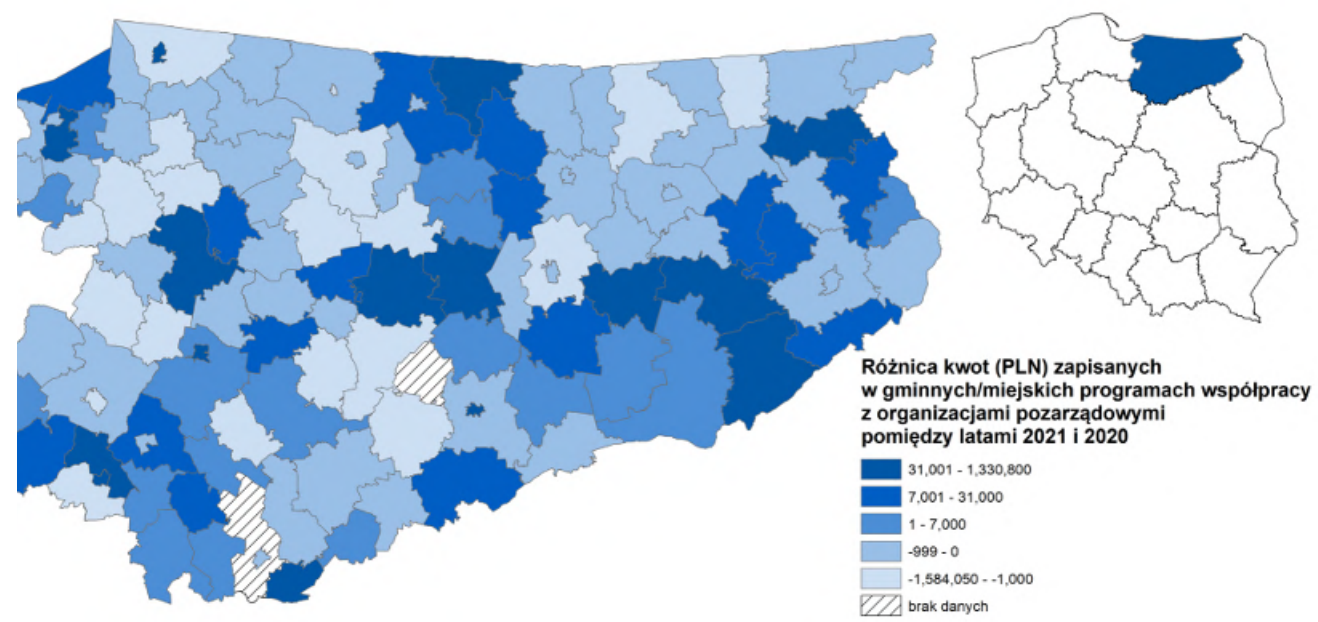 Różnica kwot (PLN) zapisanych
w gminnych/miejskich programach współpracy
z organizacjami pozarządowymi
pomiędzy latami 2021 i 2020
31,001 - 1,330,800
7,001 - 31,000
1 - 7,000
-999 - 0
-1,584,050 - -1,000
brak danych